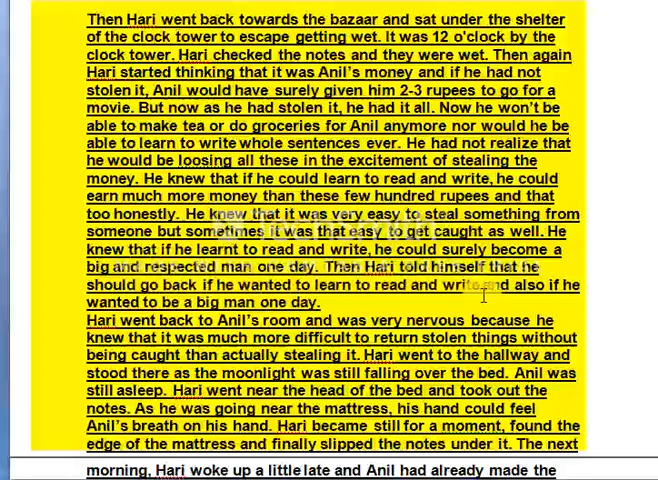 Then Hari went back towards the bazaar and sat under the shelter
of the clock tower to escape getting wet. It was 12 o'clock by the
clock tower. Hari checked the notes and they were wet. Then again
Hari started thinking that it was Anil's money and if he had not
stolen it, Anil would have surely given him 2-3 rupees to go for a
movie. But now as he had stolen it, he had it all. Now he won't be
able to make tea or do groceries for Anil anymore nor would he be
able to learn to write whole sentences ever. He had not realize that
he would be loosing all these in the excitement of stealing the
money. He knew that if he could learn to read and write, he could
earn much more money than these few hundred rupees and that
too honestly. He knew that it was very easy to steal something from
someone but sometimes it was that easy to get caught as well. He
knew that if he learnt to read and write, he could surely become a
big and respected man one day. Then Hari told himself that he
should go back if he wanted to learn to read and write and also if he
wanted to be a big man one day.
Hari went back to Anil's room and was very nervous because he
knew that it was much more difficult to return stolen things without
being caught than actually stealing it. Hari went to the hallway and
stood there as the moonlight was still falling over the bed. Anil was
still asleep. Hari went near the head of the bed and took out the
notes. As he was going near the mattress, his hand could feel
Anil's breath on his hand. Hari became still for a moment, found the
edge of the mattress and finally slipped the notes under it. The next
morning, Hari woke up a little late and Anil had already made the